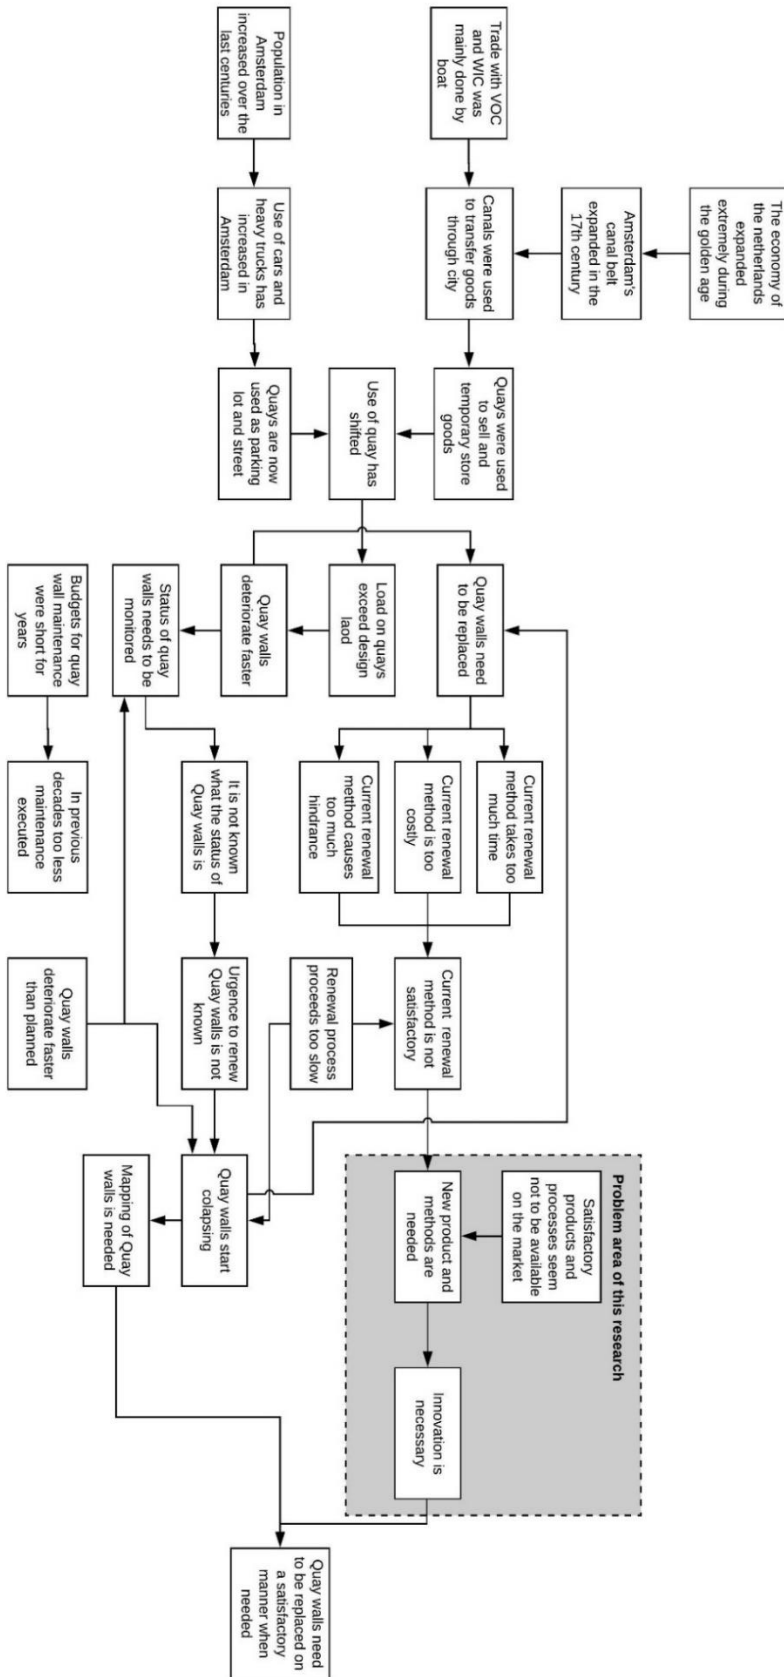 The economy of
the netherlands
expanded
extremely during
the golden age
Amsterdam's
canal belt
expanded in the
17th century
Trade with VOC
and WIC was
mainly done by
boat
Canals were used
to transfer goods
through city
Quays were used
to sell and
temporary store
goods
Population in
Amsterdam
increased over the
last centuries
Use of cars and
heavy trucks has
increased in
Amsterdam
Quays are now
used as parking
lot and street
Use of quay has
shifted
Quay walls need
to be replaced
Load on quays
exceed design
laod
Quay walls
deteriorate faster
Status of quay
walls needs to be
monitored
Budgets for quay
wall maintenance
were short for
years
Current renewal
method takes too
much time
Current renewal
method is too
costly
Current renewal
metthod causes
too much
hindrance
It is not known
what the status of
Quay walls is
In previous
decades too less
maintenance
executed
Current renewal
method is not
satisfactory
Renewal process
proceeds too slow
Urgence to renew
Quay walls is not
known
Quay walls
deteriorate faster
than planned
Problem area of this research
Satisfactory
products and
processes seem
not to be available
on the market
New product and
methods are
needed
Innovation is
necessary
Quay walls start
colapsing
Mapping of Quay
walls is needed
Quay walls need
to be replaced on
a satisfactory
manner when
needed